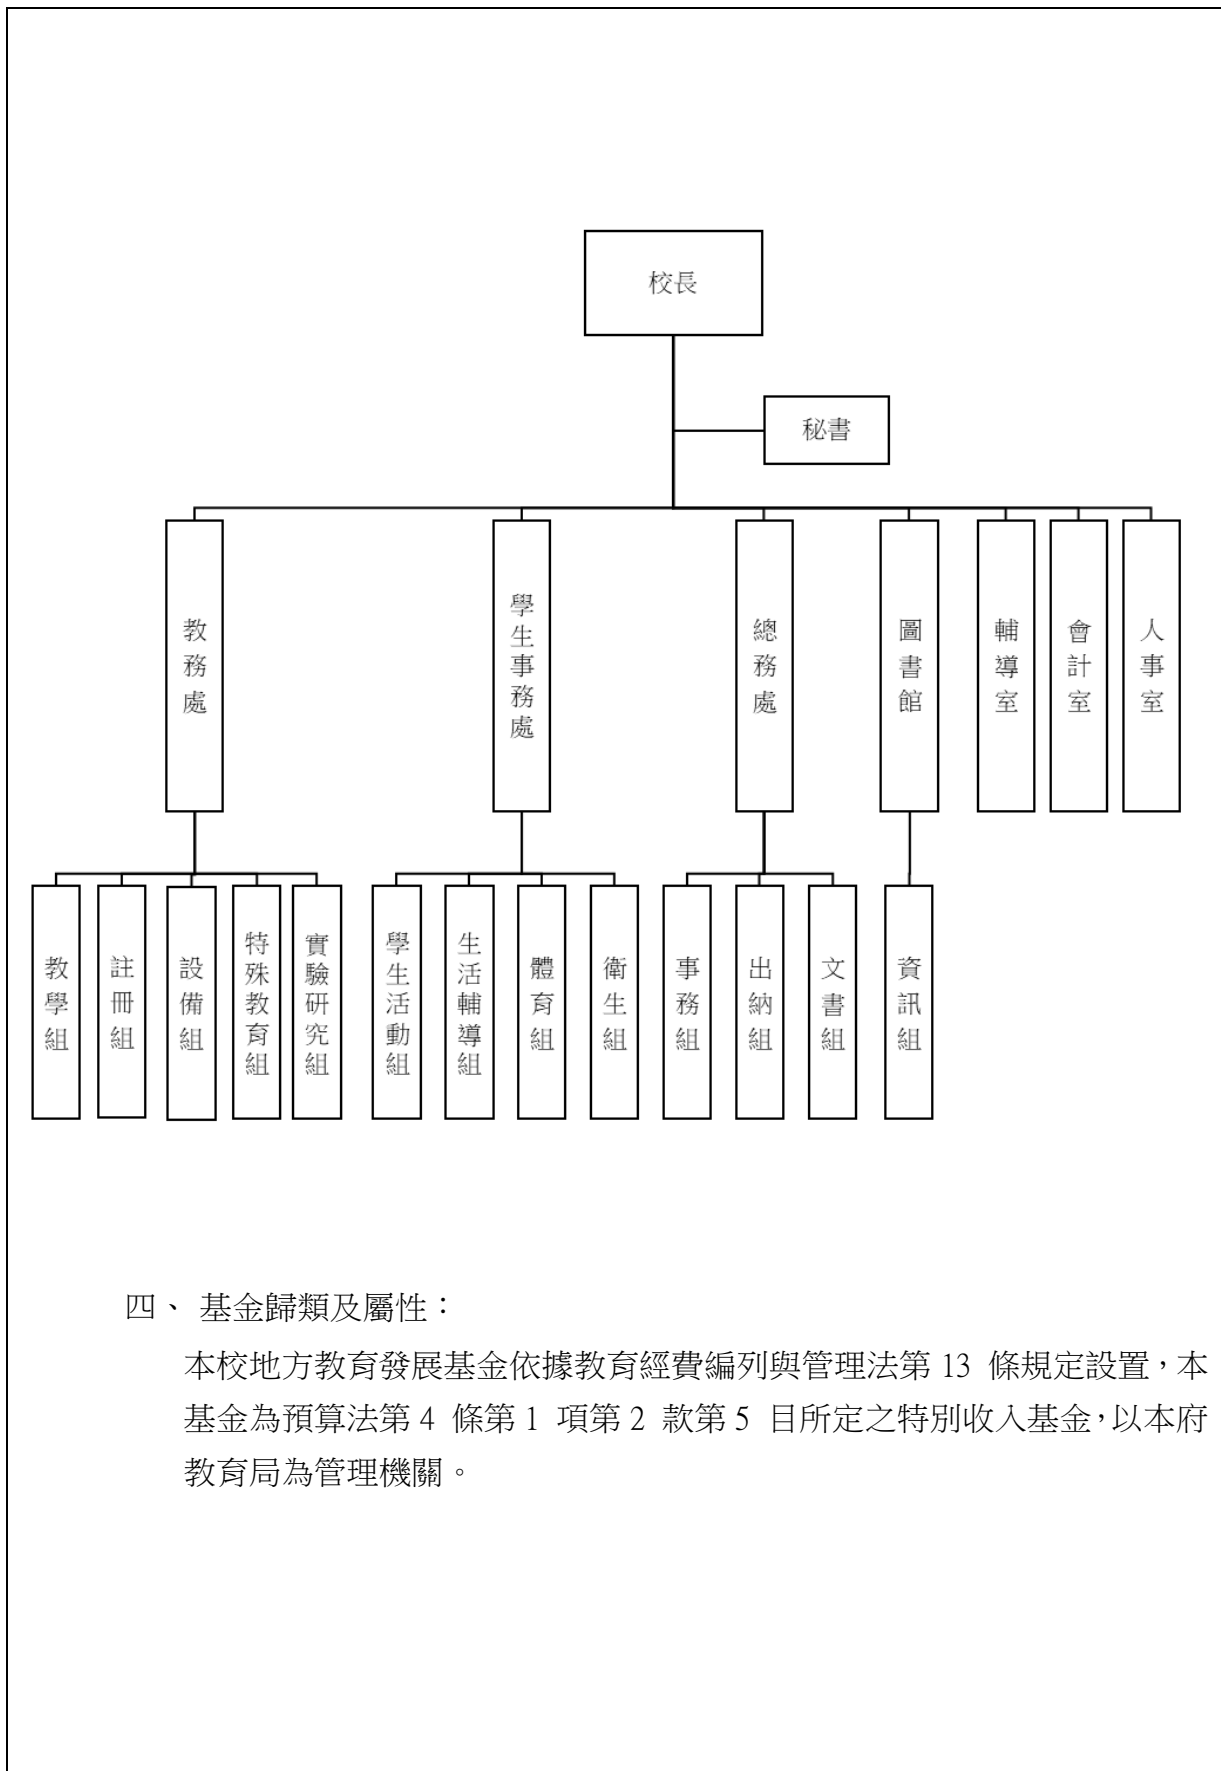 校長
秘書
教務處
學生事務處
總務處
圖書館
輔導室
會計室
人事室
教學組
註冊組
設備組
特殊教育組
實驗研究組
學生活動組
生活輔導組
體育組
衛生組
事務組
出納組
文書組
資訊組
四、 基金歸類及屬性：
本校地方教育發展基金依據教育經費編列與管理法第 13 條規定設置，本
基金為預算法第 4 條第 1 項第 2 款第 5 目所定之特別收入基金，以本府
教育局為管理機關。